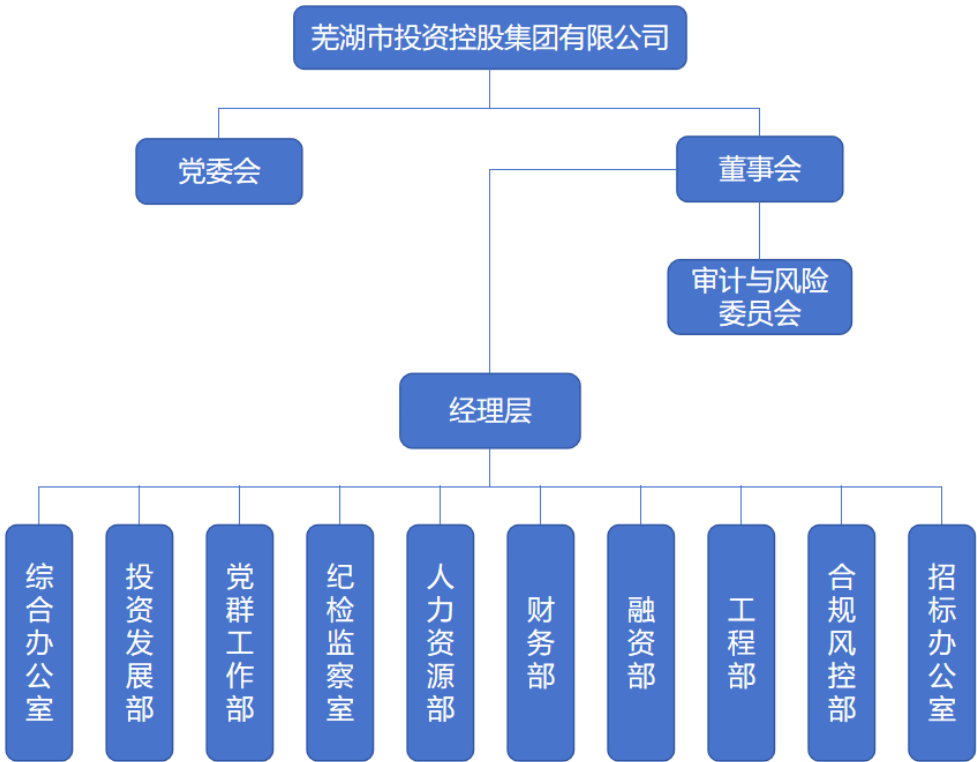 芜湖市投资控股集团有限公司
党委会
董事会
审计与风险
委员会
经理层
综合办公室
投资发展部
党群工作部
纪检监察室
人力资源部
财务部
融资部
工程部
合规风控部
招标办公室